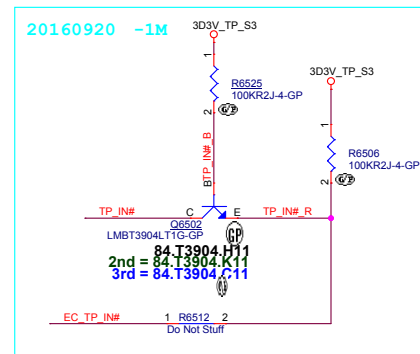 20160920 -1M
3D3V_TP_S3
1
R6525
100KR2J-4-GP
2
3D3V_TP_S3
1
R6506
100KR2J-4-GP
2
TP_IN#_B
B
TP_IN#
C
E
TP_IN#_R
Q6502
LMBT3904LT1G-GP
GP
84.T3904.H11
2nd = 84.T3904.K11
3rd = 84.T3904.C11
EC_TP_IN#
1 R6512 2
Do Not Stuff